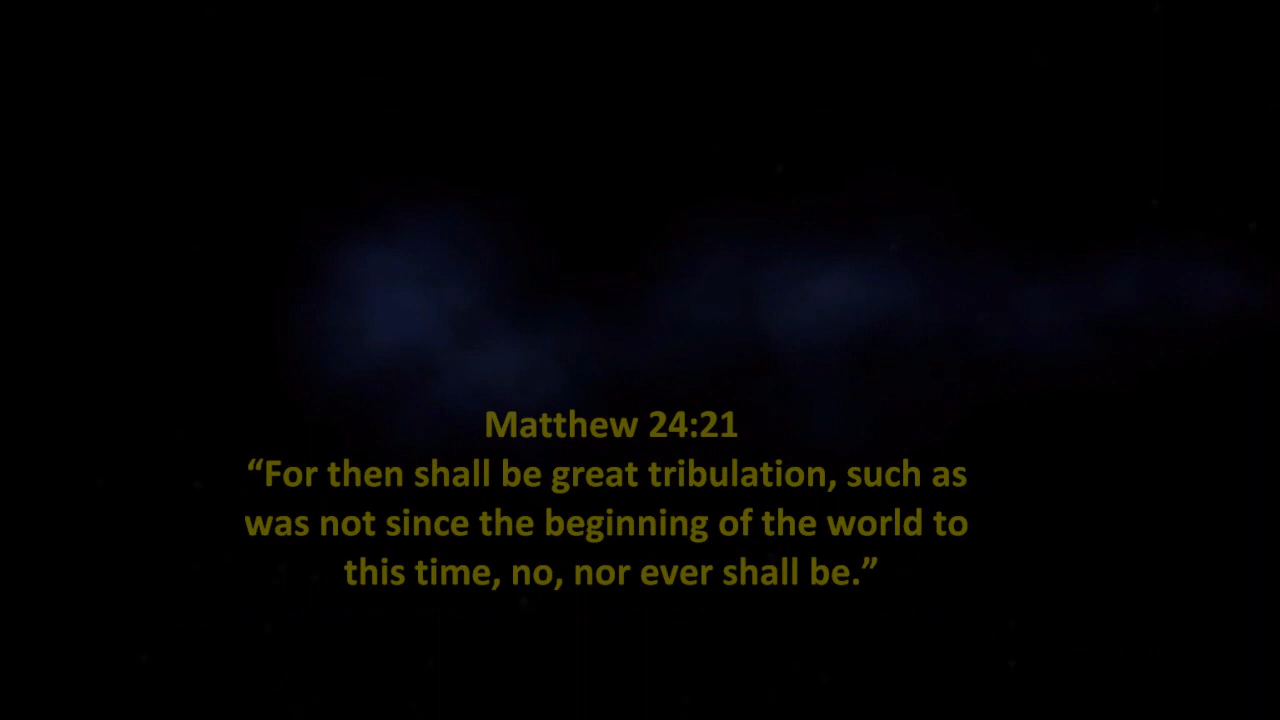 Matthew 24:21
“For then shall be great tribulation, such as
was not since the beginning of the world to
this time, no, nor ever shall be.”